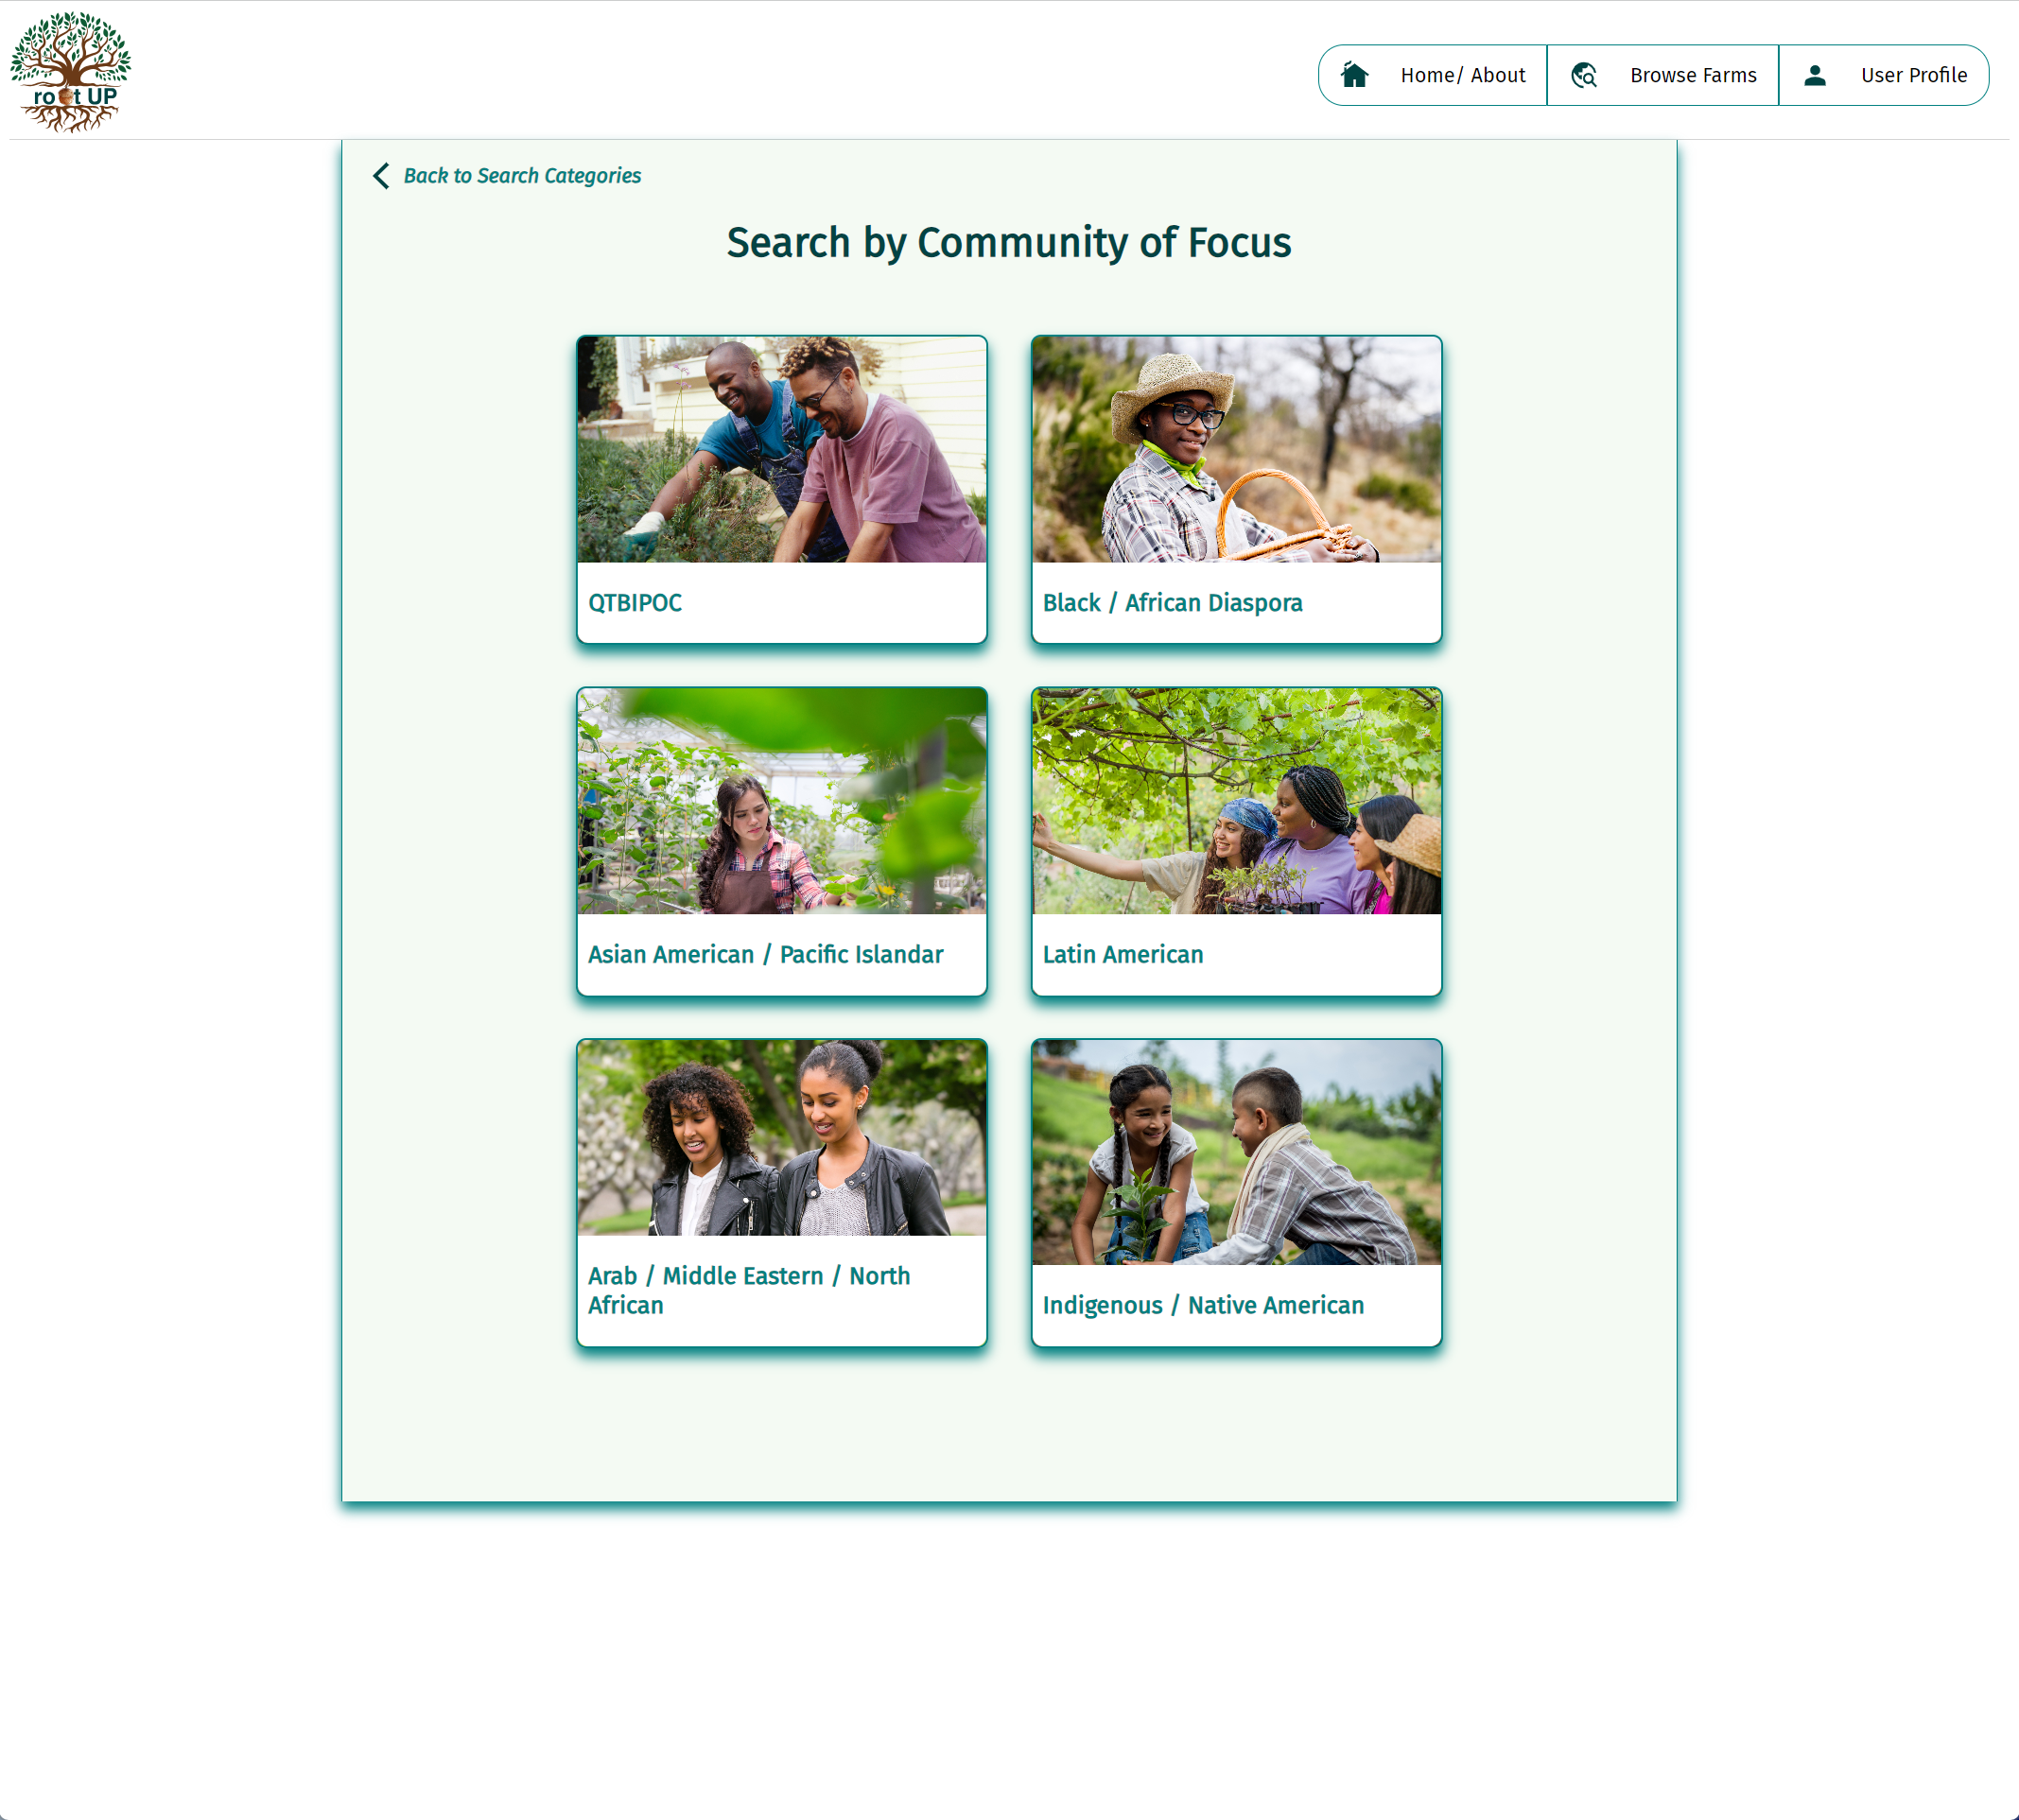 root UP
Home/ About
Browse Farms
User Profile
Back to Search Categories
Search by Community of Focus
QTBIPOC
Black / African Diaspora
Asian American / Pacific Islandar
Latin American
Arab / Middle Eastern / North
African
Indigenous / Native American